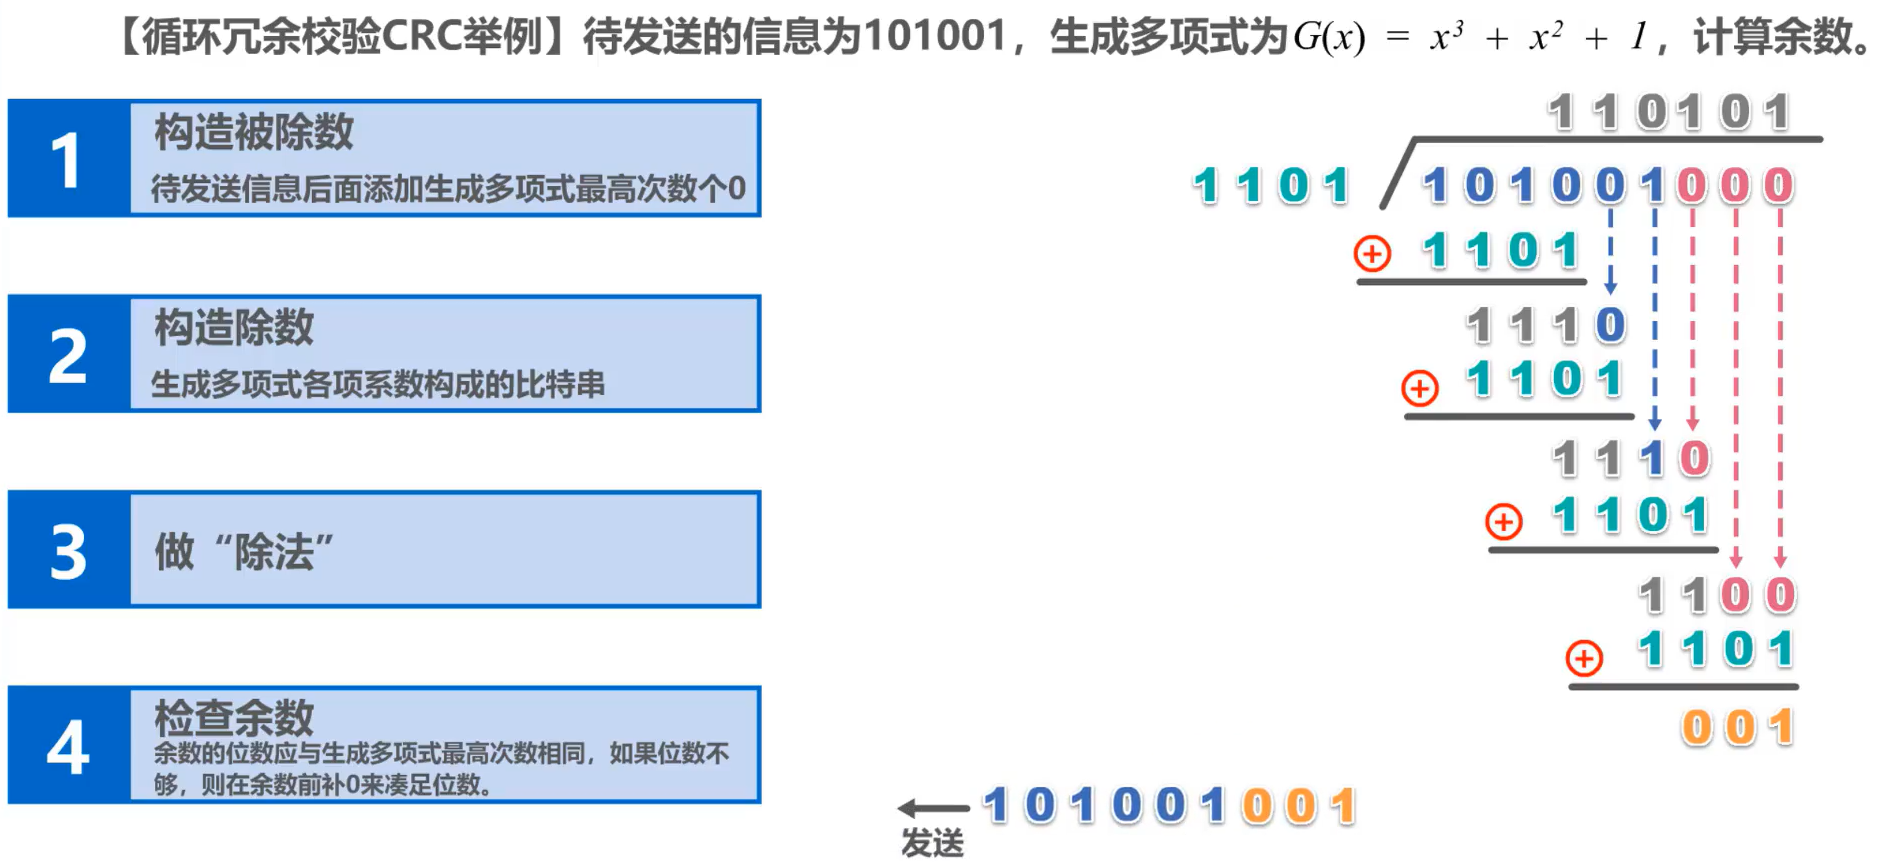 【循环冗余校验CRC举例】待发送的信息为101001，生成多项式为G(x) = x³ + x² + 1，计算余数。
1
构造被除数
待发送信息后面添加生成多项式最高次数个0
2
构造除数
生成多项式各项系数构成的比特串
3
做“除法”
4
检查余数
余数的位数应与生成多项式最高次数相同，如果位数不
够，则在余数前补0来凑足位数。
1 1 0 1 0 1
1 1 0 1 1 0 1 0 0 1 0 0 0
⊕ 1 1 0 1
1 1 1 0
⊕ 1 1 0 1
1 1 1 0
⊕ 1 1 0 1
1 1 0 0
⊕ 1 1 0 1
0 0 1
1 0 1 0 0 1 0 0 1
发送